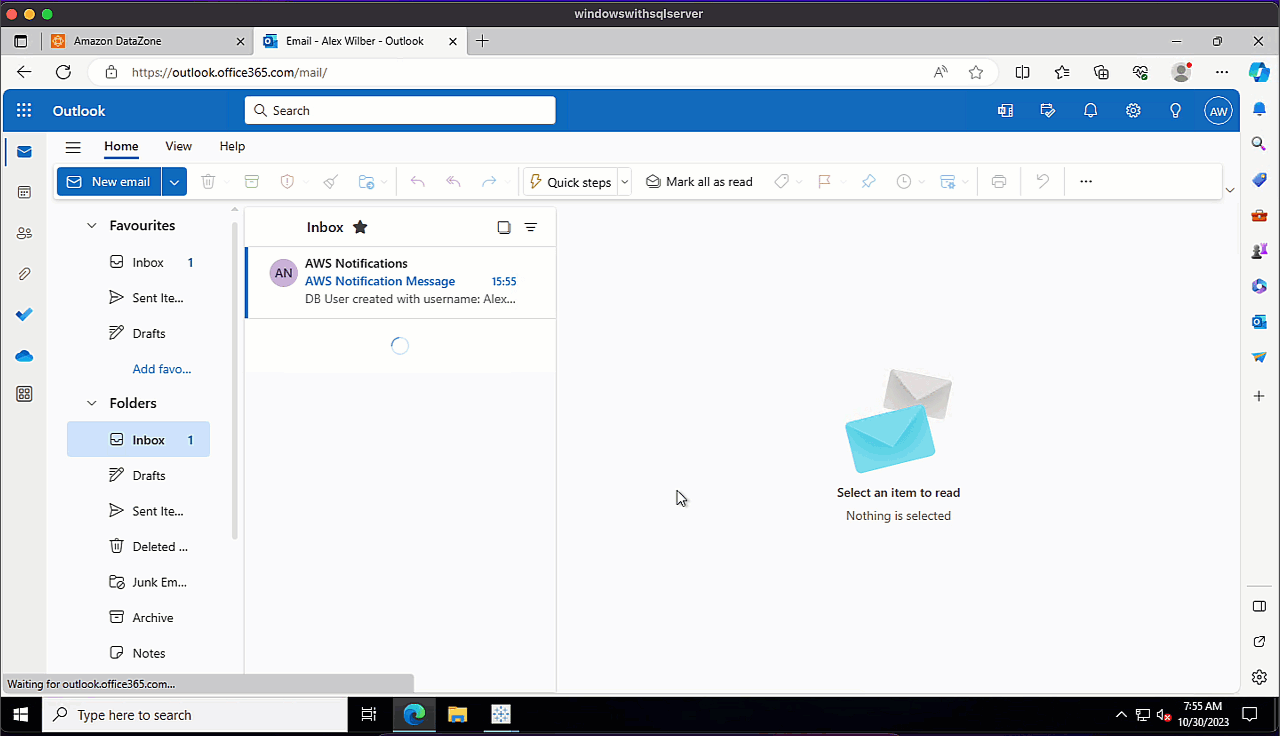 windowswithsqlserver
Amazon DataZone
Email - Alex Wilber - Outlook
https://outlook.office365.com/mail/
Outlook
Search
AW
Home View Help
New email
Quick steps
Mark all as read
Favourites
Inbox 1
Sent Ite...
Drafts
Add favo...
Folders
Inbox 1
Drafts
Sent Ite...
Deleted ...
Junk Em...
Archive
Notes
Inbox
AN
AWS Notifications
AWS Notification Message 15:55
DB User created with username: Alex...
Select an item to read
Nothing is selected
Waiting for outlook.office365.com...
Type here to search
7:55 AM
10/30/2023